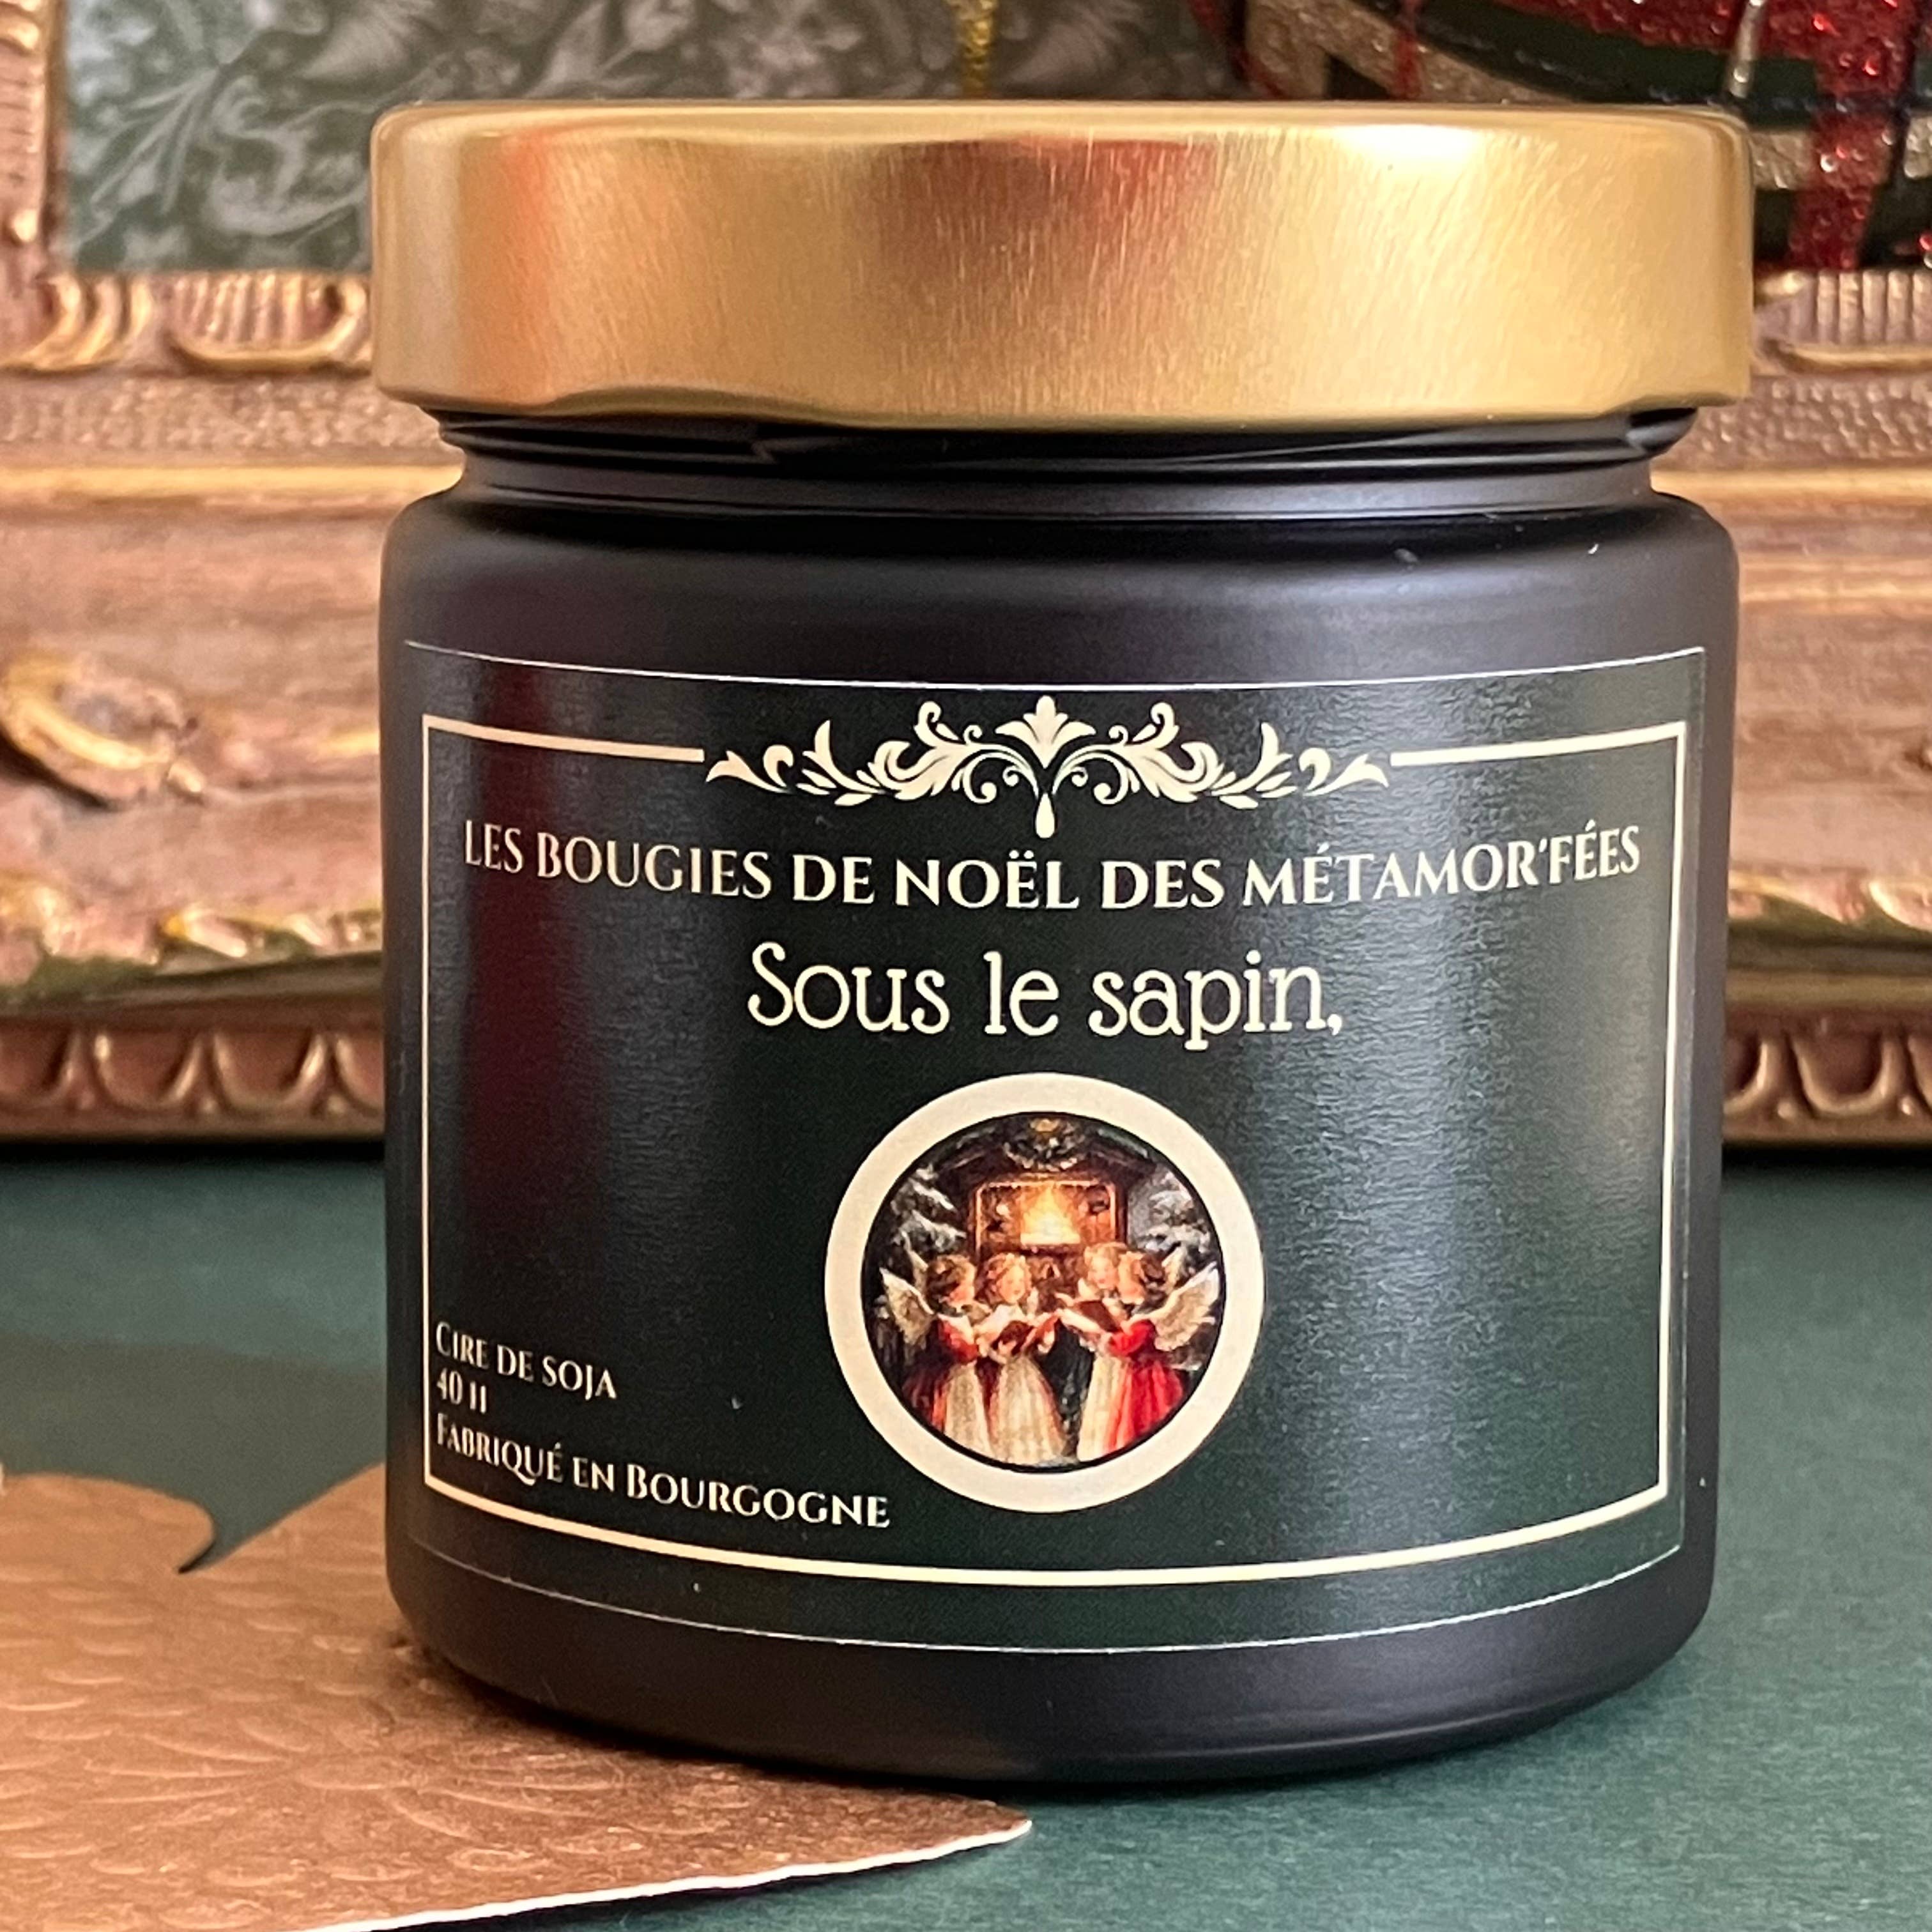 LES BOUGIES DE NOËL DES MÉTAMOR'FÉES
Sous le sapin,
CIRE DE SOJA
40 H
FABRIQUÉ EN BOURGOGNE